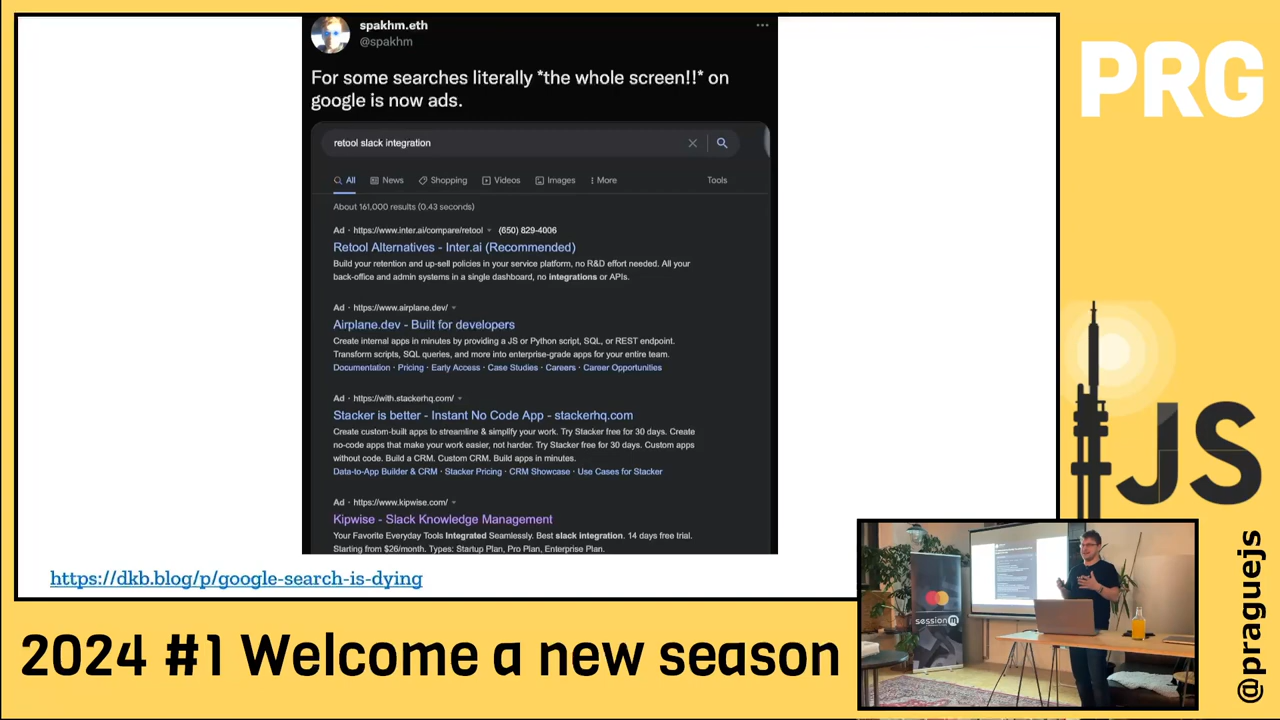 spakhm.eth
@spakhm
For some searches literally *the whole screen!!* on
google is now ads.
retool slack integration
All News Shopping Videos Images More Tools
About 161,000 results (0.43 seconds)
Ad · https://www.inter.ai/compare/retool (650) 829-4006
Retool Alternatives - Inter.ai (Recommended)
Build your retention and up-sell policies in your service platform, no R&D effort needed. All your
back-office and admin systems in a single dashboard, no integrations or APIs.
Ad · https://www.airplane.dev/
Airplane.dev - Built for developers
Create internal apps in minutes by providing a JS or Python script, SQL, or REST endpoint.
Transform scripts, SQL queries, and more into enterprise-grade apps for your entire team.
Documentation · Pricing · Early Access · Case Studies · Careers · Career Opportunities
Ad · https://with.stackerhq.com/
Stacker is better - Instant No Code App - stackerhq.com
Create custom-built apps to streamline & simplify your work. Try Stacker free for 30 days. Create
no-code apps that make your work easier, not harder. Try Stacker free for 30 days. Custom apps
without code. Build a CRM. Custom CRM. Build apps in minutes.
Data-to-App Builder & CRM · Stacker Pricing · CRM Showcase · Use Cases for Stacker
Ad · https://www.kipwise.com/
Kipwise - Slack Knowledge Management
Your Favorite Everyday Tools Integrated Seamlessly. Best slack integration. 14 days free trial.
Starting from $26/month. Types: Startup Plan, Pro Plan, Enterprise Plan.
https://dkb.blog/p/google-search-is-dying
2024 #1 Welcome a new season
PRG
JS
@praguejs
session m